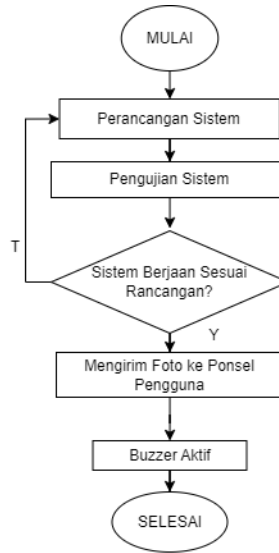 MULAI
Perancangan Sistem
Pengujian Sistem
T
Sistem Berjaan Sesuai
Rancangan?
Y
Mengirim Foto ke Ponsel
Pengguna
Buzzer Aktif
SELESAI